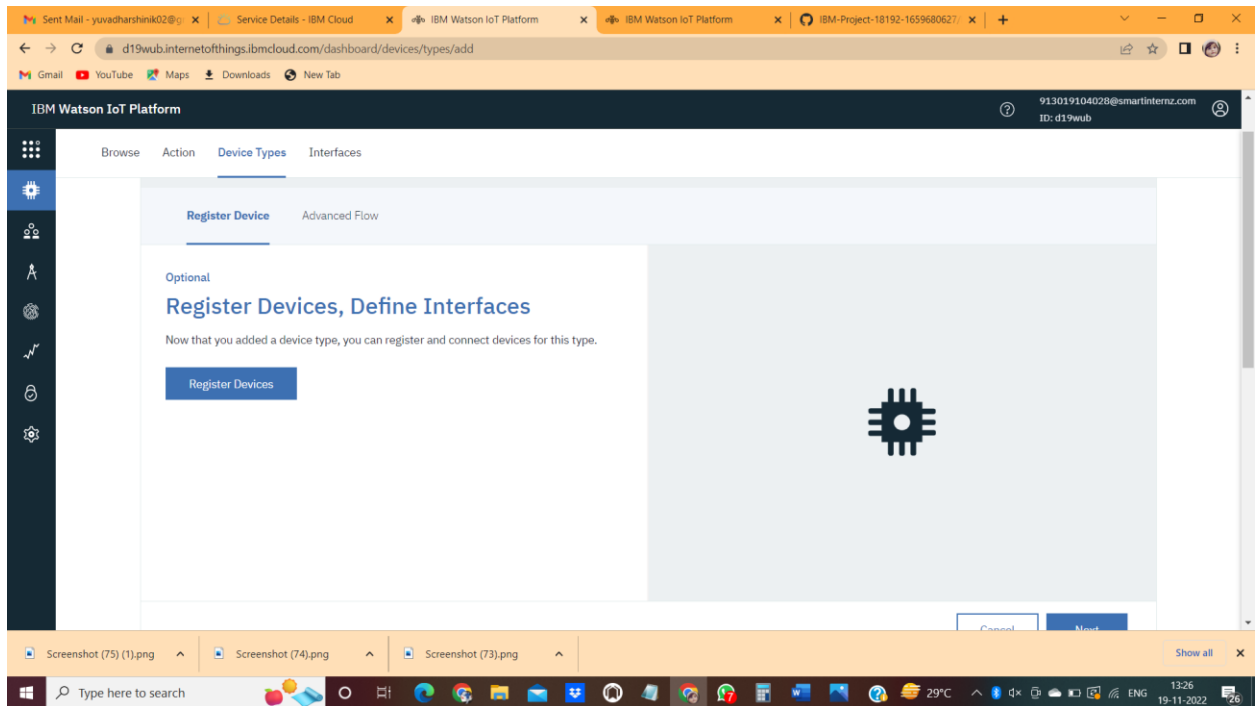 Sent Mail - yuvadharshinik02@g
Service Details - IBM Cloud
IBM Watson IoT Platform
IBM Watson IoT Platform
IBM-Project-18192-1659680627/
d19wub.internetofthings.ibmcloud.com/dashboard/devices/types/add
Gmail
YouTube
Maps
Downloads
New Tab
IBM Watson IoT Platform
913019104028@smartinternz.com
ID: d19wub
Browse
Action
Device Types
Interfaces
Register Device
Advanced Flow
Optional
Register Devices, Define Interfaces
Now that you added a device type, you can register and connect devices for this type.
Register Devices
Cancel
Next
Screenshot (75) (1).png
Screenshot (74).png
Screenshot (73).png
Show all
Type here to search
29°C
ENG
13:26
19-11-2022
26